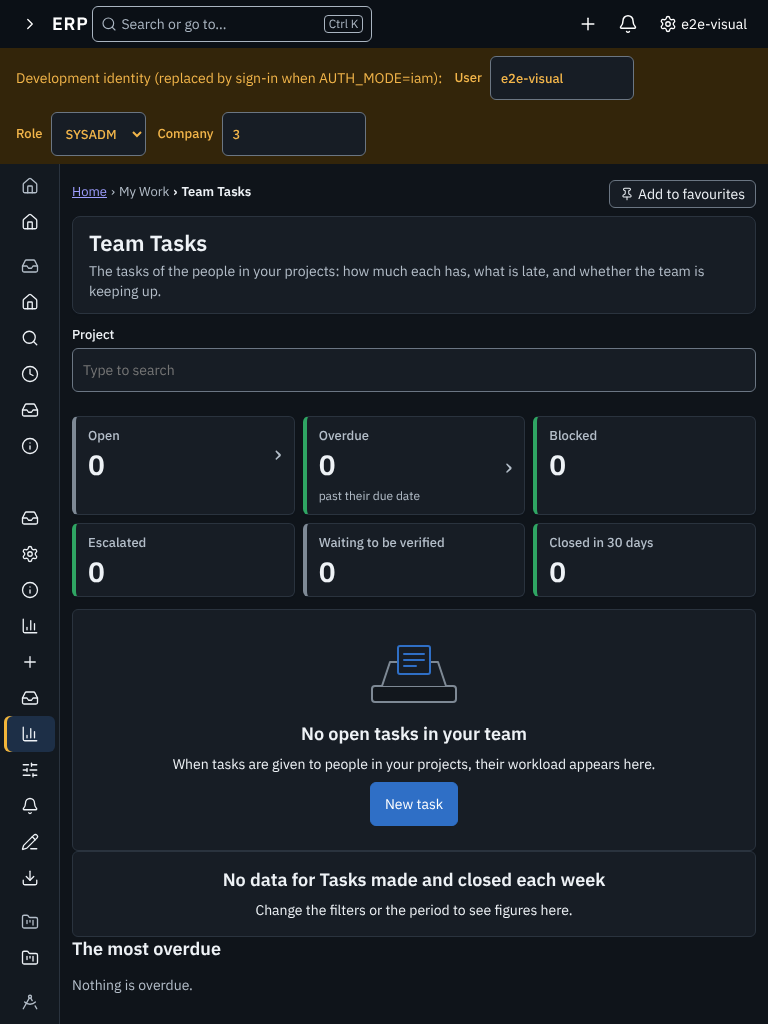 ERP
Search or go to...
Ctrl K
e2e-visual
Development identity (replaced by sign-in when AUTH_MODE=iam):
User
e2e-visual
Role
SYSADM
Company
3
Home › My Work › Team Tasks
Add to favourites
Team Tasks
The tasks of the people in your projects: how much each has, what is late, and whether the team is
keeping up.
Project
Type to search
Open
0
Overdue
0
past their due date
Blocked
0
Escalated
0
Waiting to be verified
0
Closed in 30 days
0
No open tasks in your team
When tasks are given to people in your projects, their workload appears here.
New task
No data for Tasks made and closed each week
Change the filters or the period to see figures here.
The most overdue
Nothing is overdue.